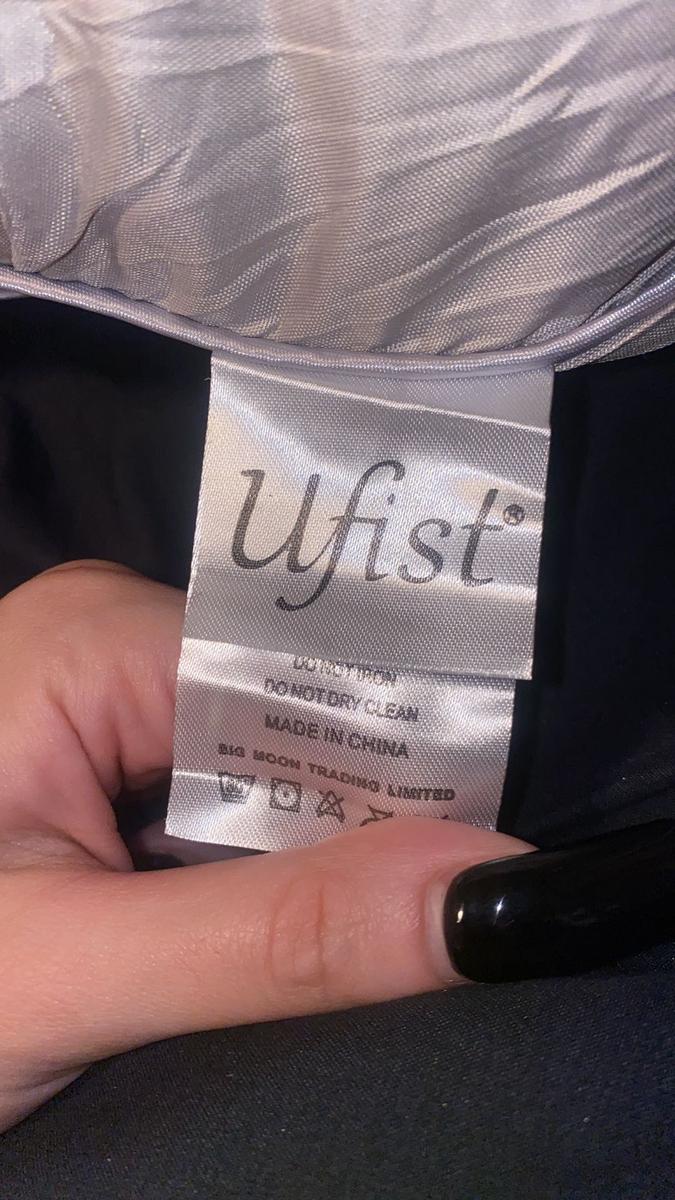 Ufist®
DO NOT IRON
DO NOT DRY CLEAN
MADE IN CHINA
BIG MOON TRADING LIMITED